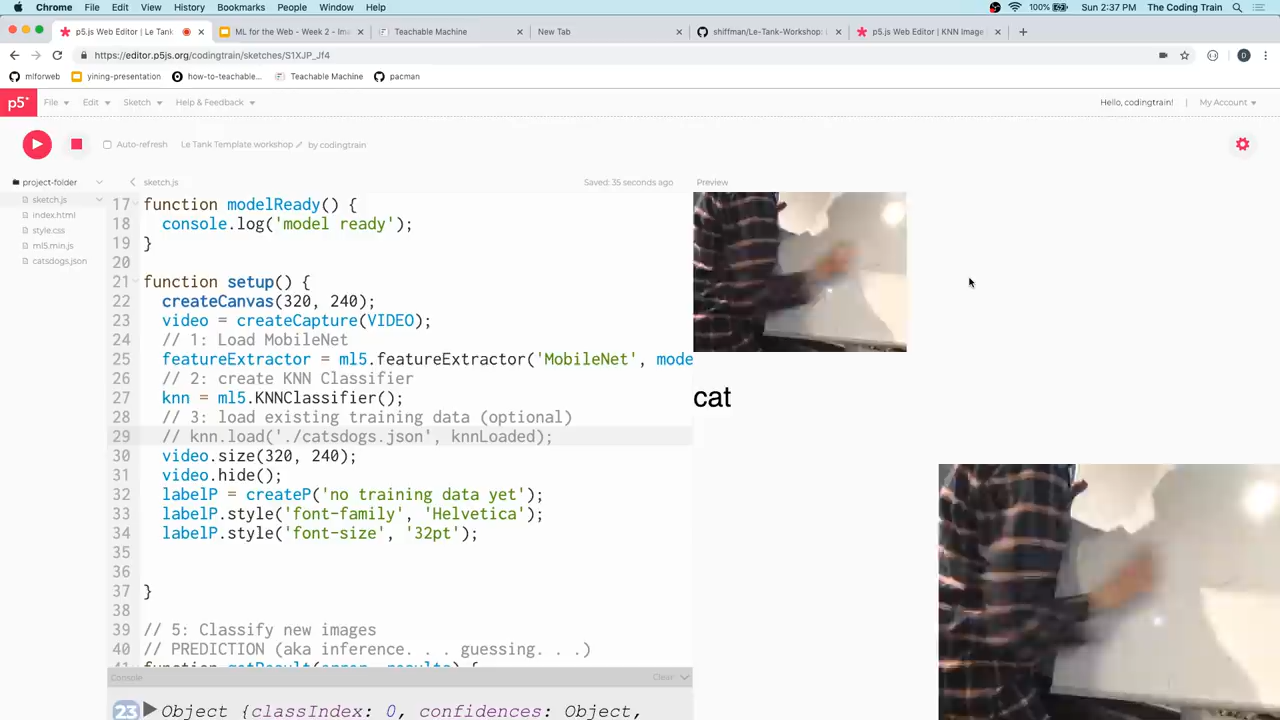 Chrome File Edit View History Bookmarks People Window Help 100% Sun 2:37 PM The Coding Train
p5.js Web Editor | Le Tank ML for the Web - Week 2 - Im Teachable Machine New Tab shiffman/Le-Tank-Workshop: p5.js Web Editor | KNN Image
https://editor.p5js.org/codingtrain/sketches/S1XJP_Jf4
mlforweb yining-presentation how-to-teachable... Teachable Machine pacman
p5* File Edit Sketch Help & Feedback Hello, codingtrain! | My Account
Auto-refresh Le Tank Template workshop by codingtrain
project-folder sketch.js Saved: 35 seconds ago Preview
sketch.js
index.html
style.css
ml5.min.js
catsdogs.json
17 function modelReady() {
18 console.log('model ready');
19 }
20
21 function setup() {
22 createCanvas(320, 240);
23 video = createCapture(VIDEO);
24 // 1: Load MobileNet
25 featureExtractor = ml5.featureExtractor('MobileNet', mode
26 // 2: create KNN Classifier
27 knn = ml5.KNNClassifier();
28 // 3: load existing training data (optional)
29 // knn.load('./catsdogs.json', knnLoaded);
30 video.size(320, 240);
31 video.hide();
32 labelP = createP('no training data yet');
33 labelP.style('font-family', 'Helvetica');
34 labelP.style('font-size', '32pt');
35
36
37 }
38
39 // 5: Classify new images
40 // PREDICTION (aka inference. . . guessing. . .)
41 function gotResult(error, results) {
cat
Console Clear
23 Object {classIndex: 0, confidences: Object,